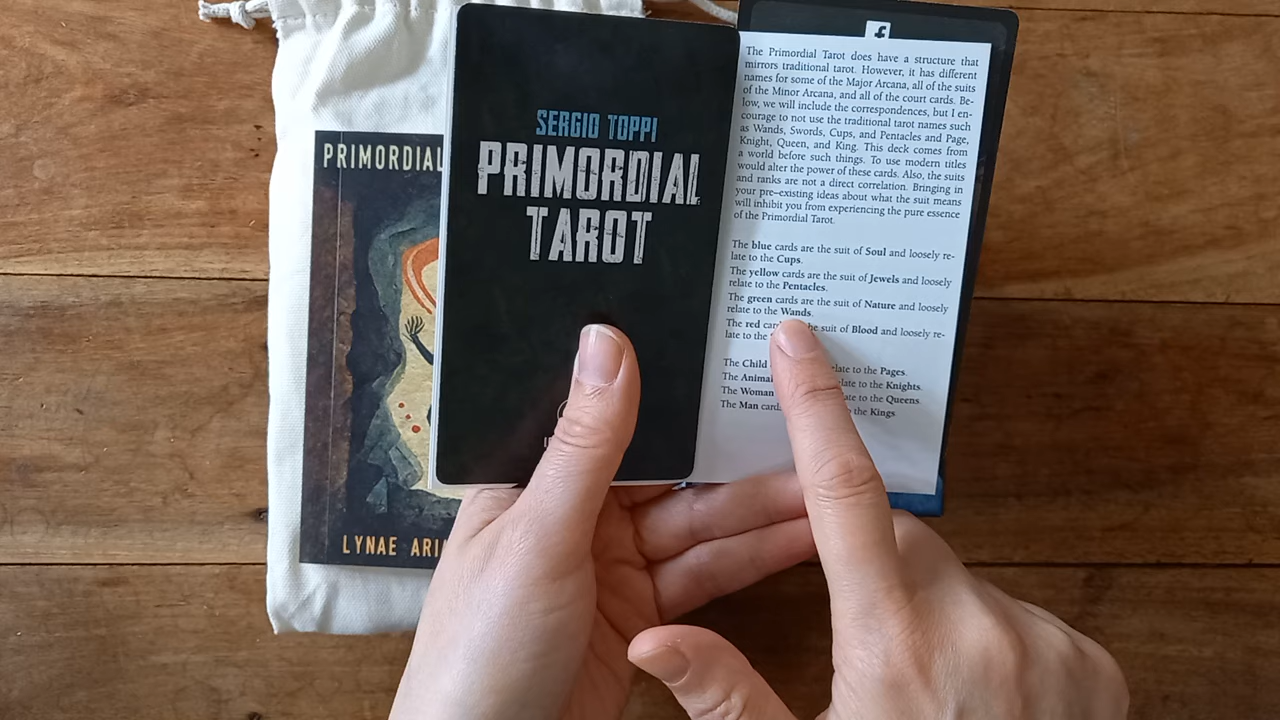 PRIMORDIAL
LYNAE
SERGIO TOPPI
PRIMORDIAL
TAROT
f
The Primordial Tarot does have a structure that
mirrors traditional tarot. However, it has different
names for some of the Major Arcana, all of the suits
of the Minor Arcana, and all of the court cards. Be-
low, we will include the correspondences, but I en-
courage to not use the traditional tarot names such
as Wands, Swords, Cups, and Pentacles and Page,
Knight, Queen, and King. This deck comes from
a world before such things. To use modern titles
would alter the power of these cards. Also, the suits
and ranks are not a direct correlation. Bringing in
your pre-existing ideas about what the suit means
will inhibit you from experiencing the pure essence
of the Primordial Tarot.
The blue cards are the suit of Soul and loosely re-
late to the Cups.
The yellow cards are the suit of Jewels and loosely
relate to the Pentacles.
The green cards are the suit of Nature and loosely
relate to the Wands.
The red suit of Blood and loosely re-
late to the
The Child relate to the Pages.
The Animal relate to the Knights.
The Woman relate to the Queens.
The Man the Kings